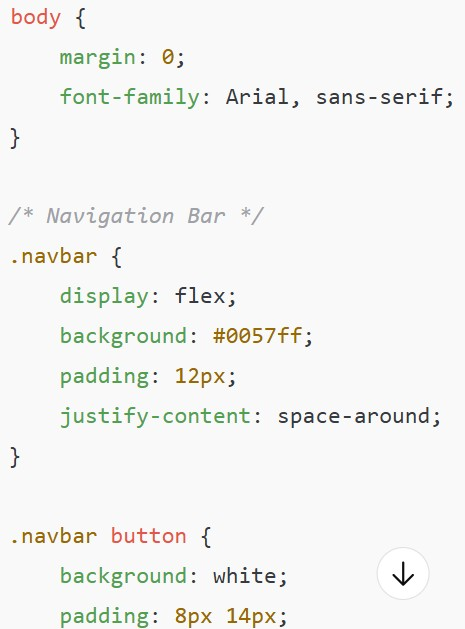 body {
    margin: 0;
    font-family: Arial, sans-serif;
}

/* Navigation Bar */
.navbar {
    display: flex;
    background: #0057ff;
    padding: 12px;
    justify-content: space-around;
}

.navbar button {
    background: white;
    padding: 8px 14px;